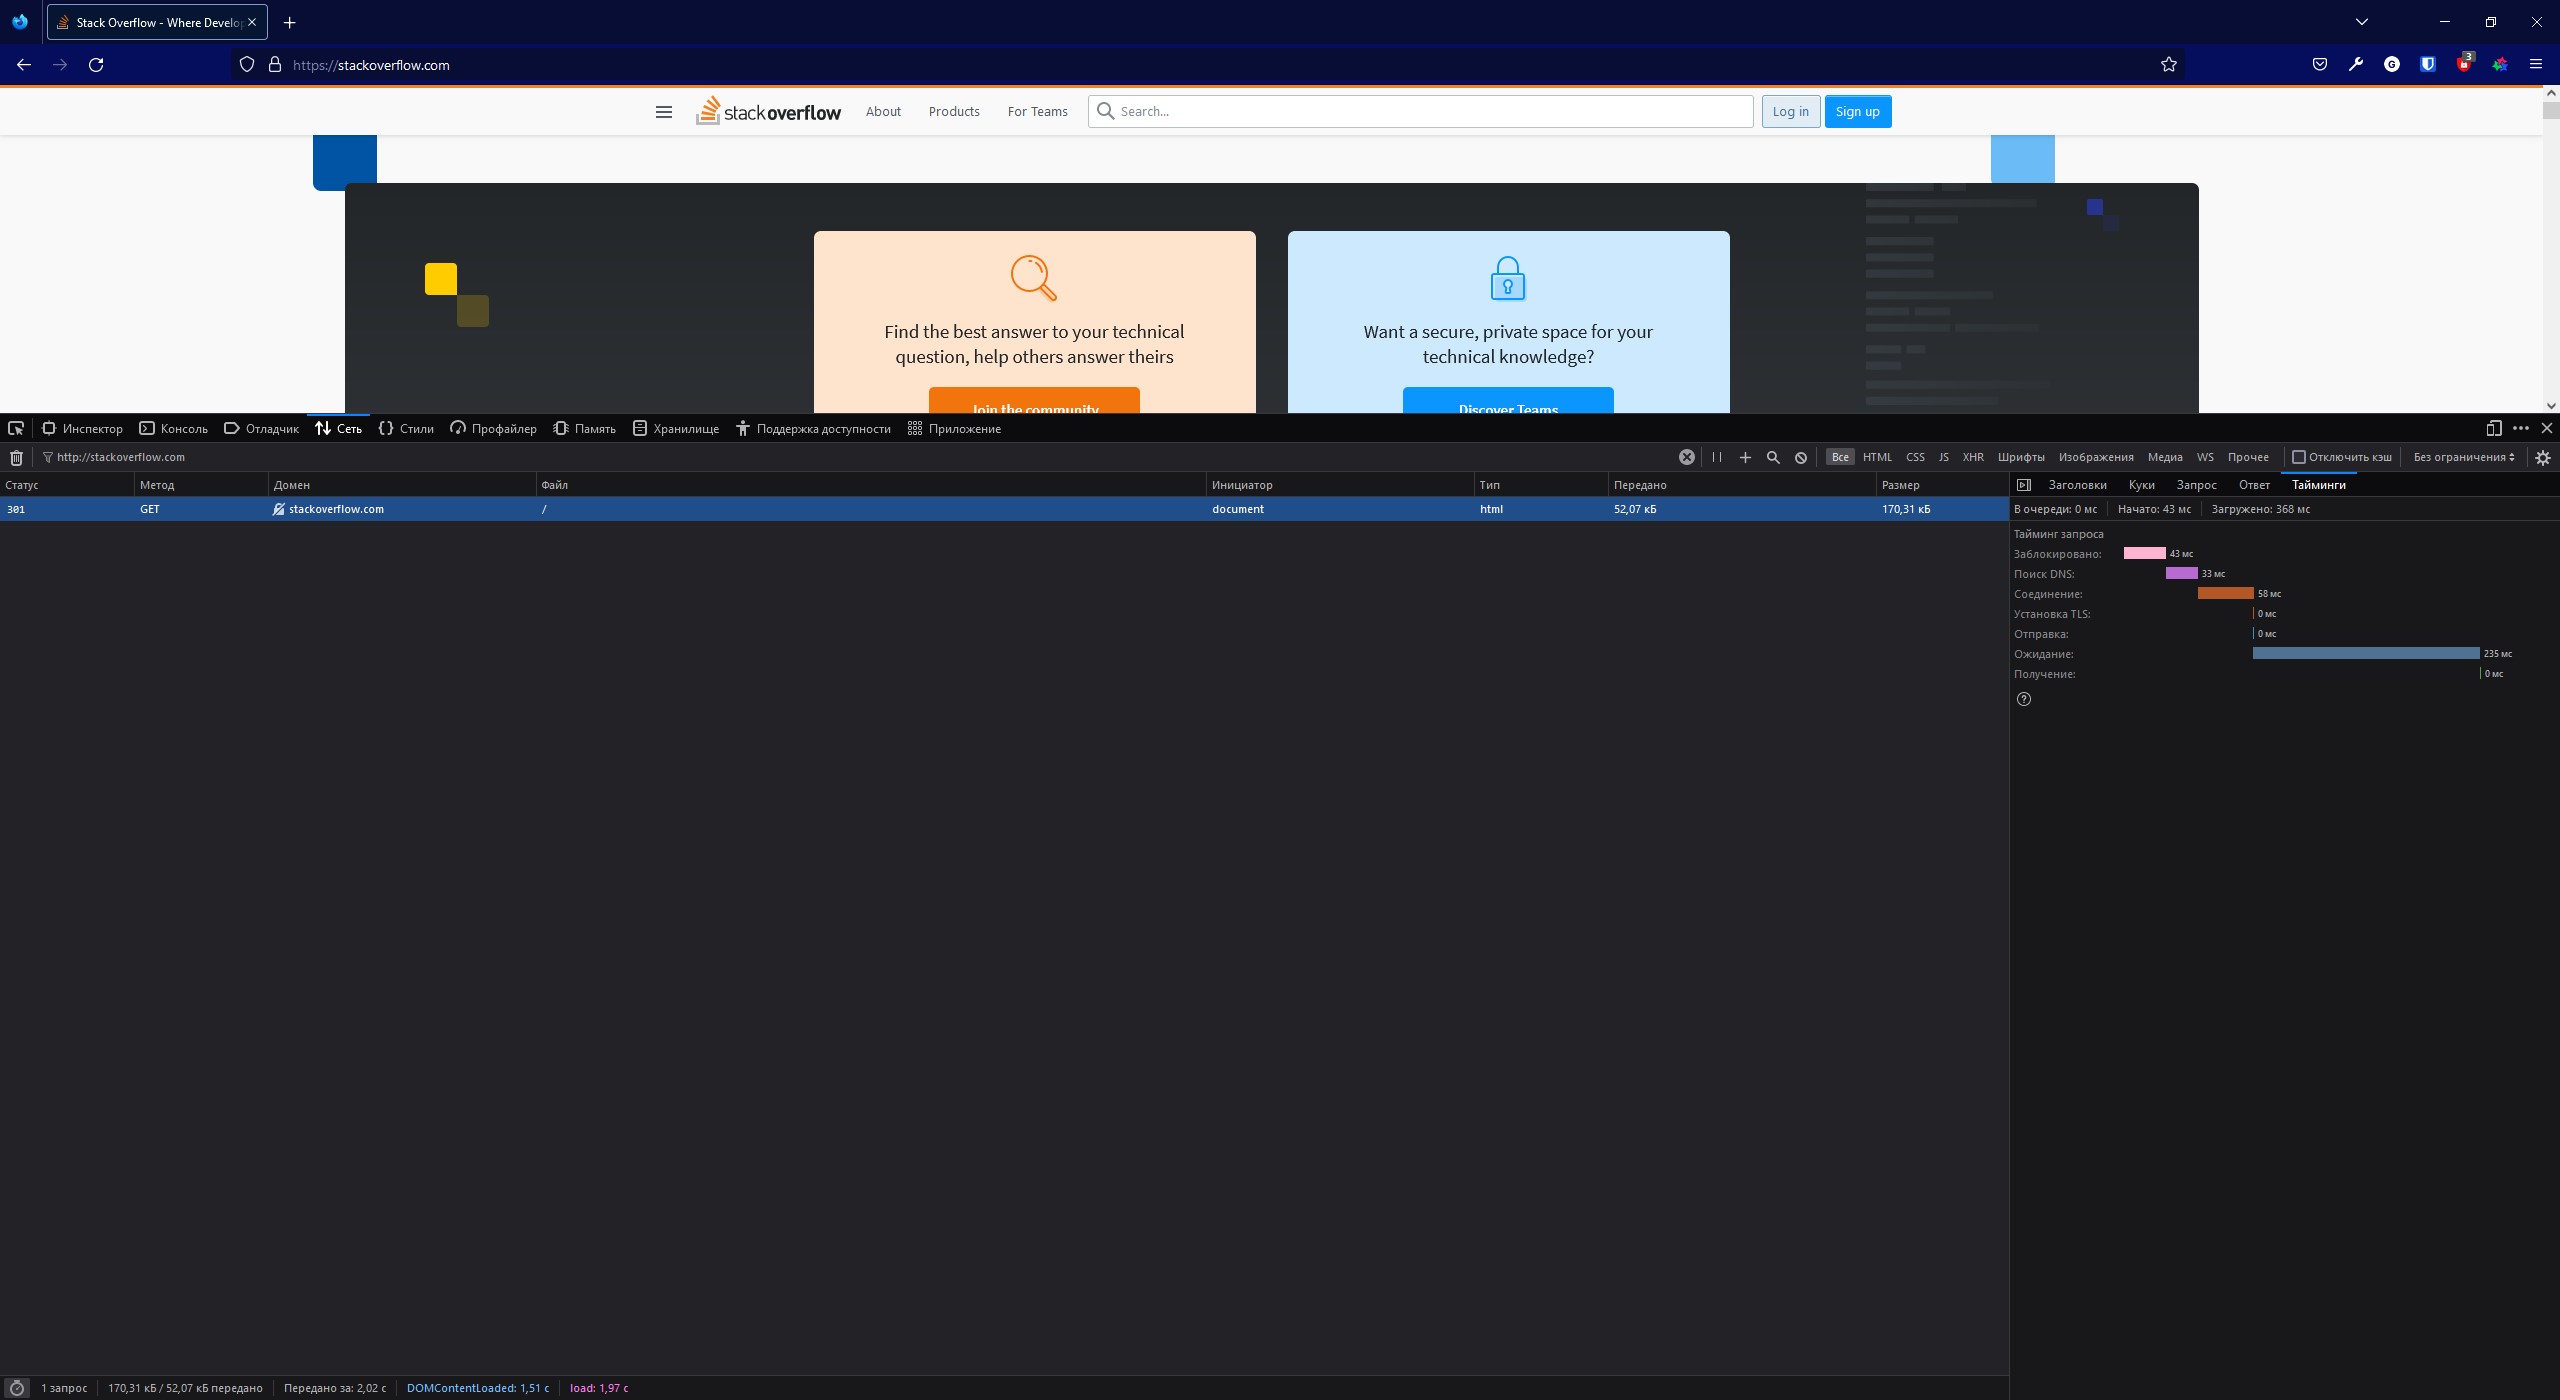 Stack Overflow - Where Develop
https://stackoverflow.com
3
stackoverflow
About
Products
For Teams
Search...
Log in
Sign up
Find the best answer to your technical
question, help others answer theirs
Join the community
Want a secure, private space for your
technical knowledge?
Discover Teams
Инспектор
Консоль
Отладчик
Сеть
Стили
Профайлер
Память
Хранилище
Поддержка доступности
Приложение
http://stackoverflow.com
Все HTML CSS JS XHR Шрифты Изображения Медиа WS Прочее
Отключить кэш
Без ограничения
Статус Метод Домен Файл Инициатор Тип Передано Размер
301 GET stackoverflow.com / document html 52,07 кБ 170,31 кБ
Заголовки Куки Запрос Ответ Тайминги
В очереди: 0 мс Начато: 43 мс Загружено: 368 мс
Тайминг запроса
Заблокировано: 43 мс
Поиск DNS: 33 мс
Соединение: 58 мс
Установка TLS: 0 мс
Отправка: 0 мс
Ожидание: 235 мс
Получение: 0 мс
1 запрос 170,31 кБ / 52,07 кБ передано Передано за: 2,02 с DOMContentLoaded: 1,51 с load: 1,97 с